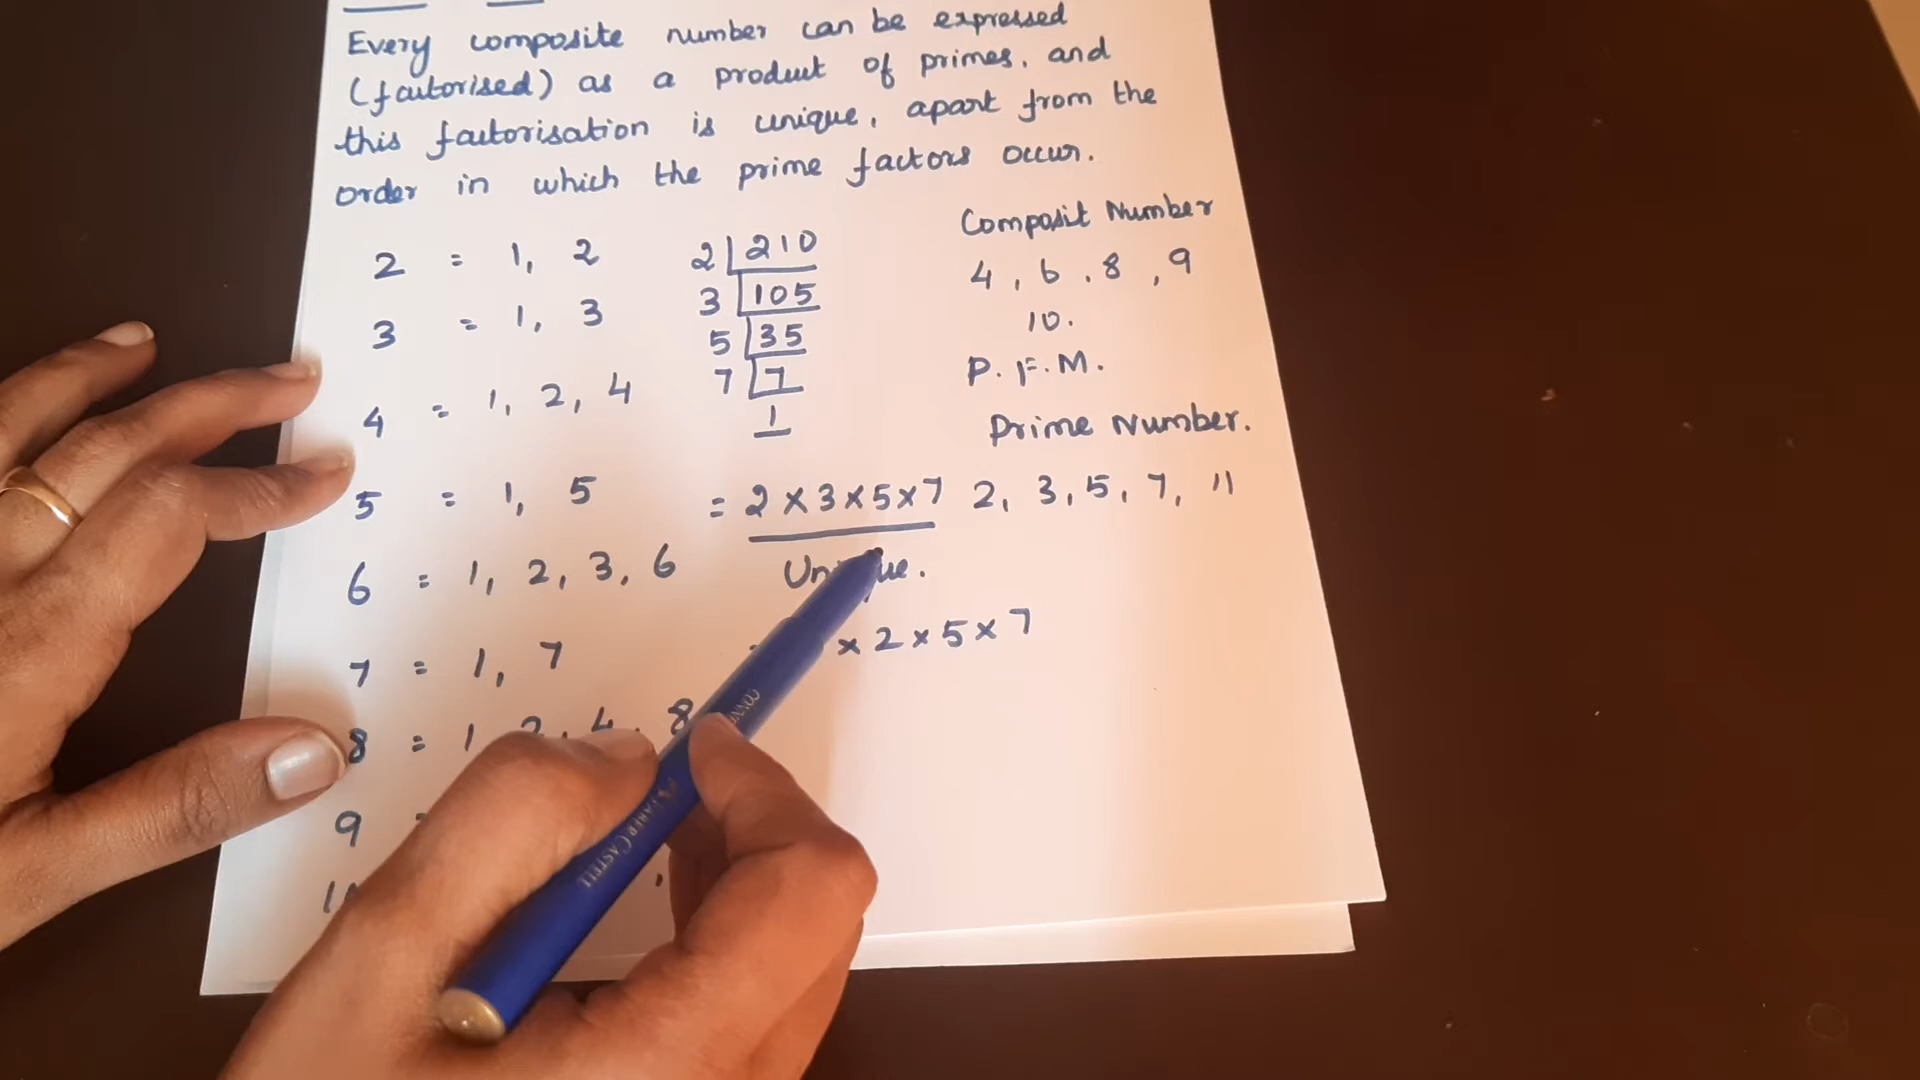 Every composite number can be expressed
(factorised) as a product of primes, and
this factorisation is unique, apart from the
order in which the prime factors occur.
2 = 1, 2
3 = 1, 3
4 = 1, 2, 4
5 = 1, 5
6 = 1, 2, 3, 6
7 = 1, 7
8 = 1, 2, 4, 8
9
2 | 210
3 | 105
5 | 35
7 | 7
1
= 2 × 3 × 5 × 7
× 2 × 5 × 7
Composit Number
4, 6, 8, 9
10.
P.F.M.
Prime Number.
2, 3, 5, 7, 11
FABER CASTELL